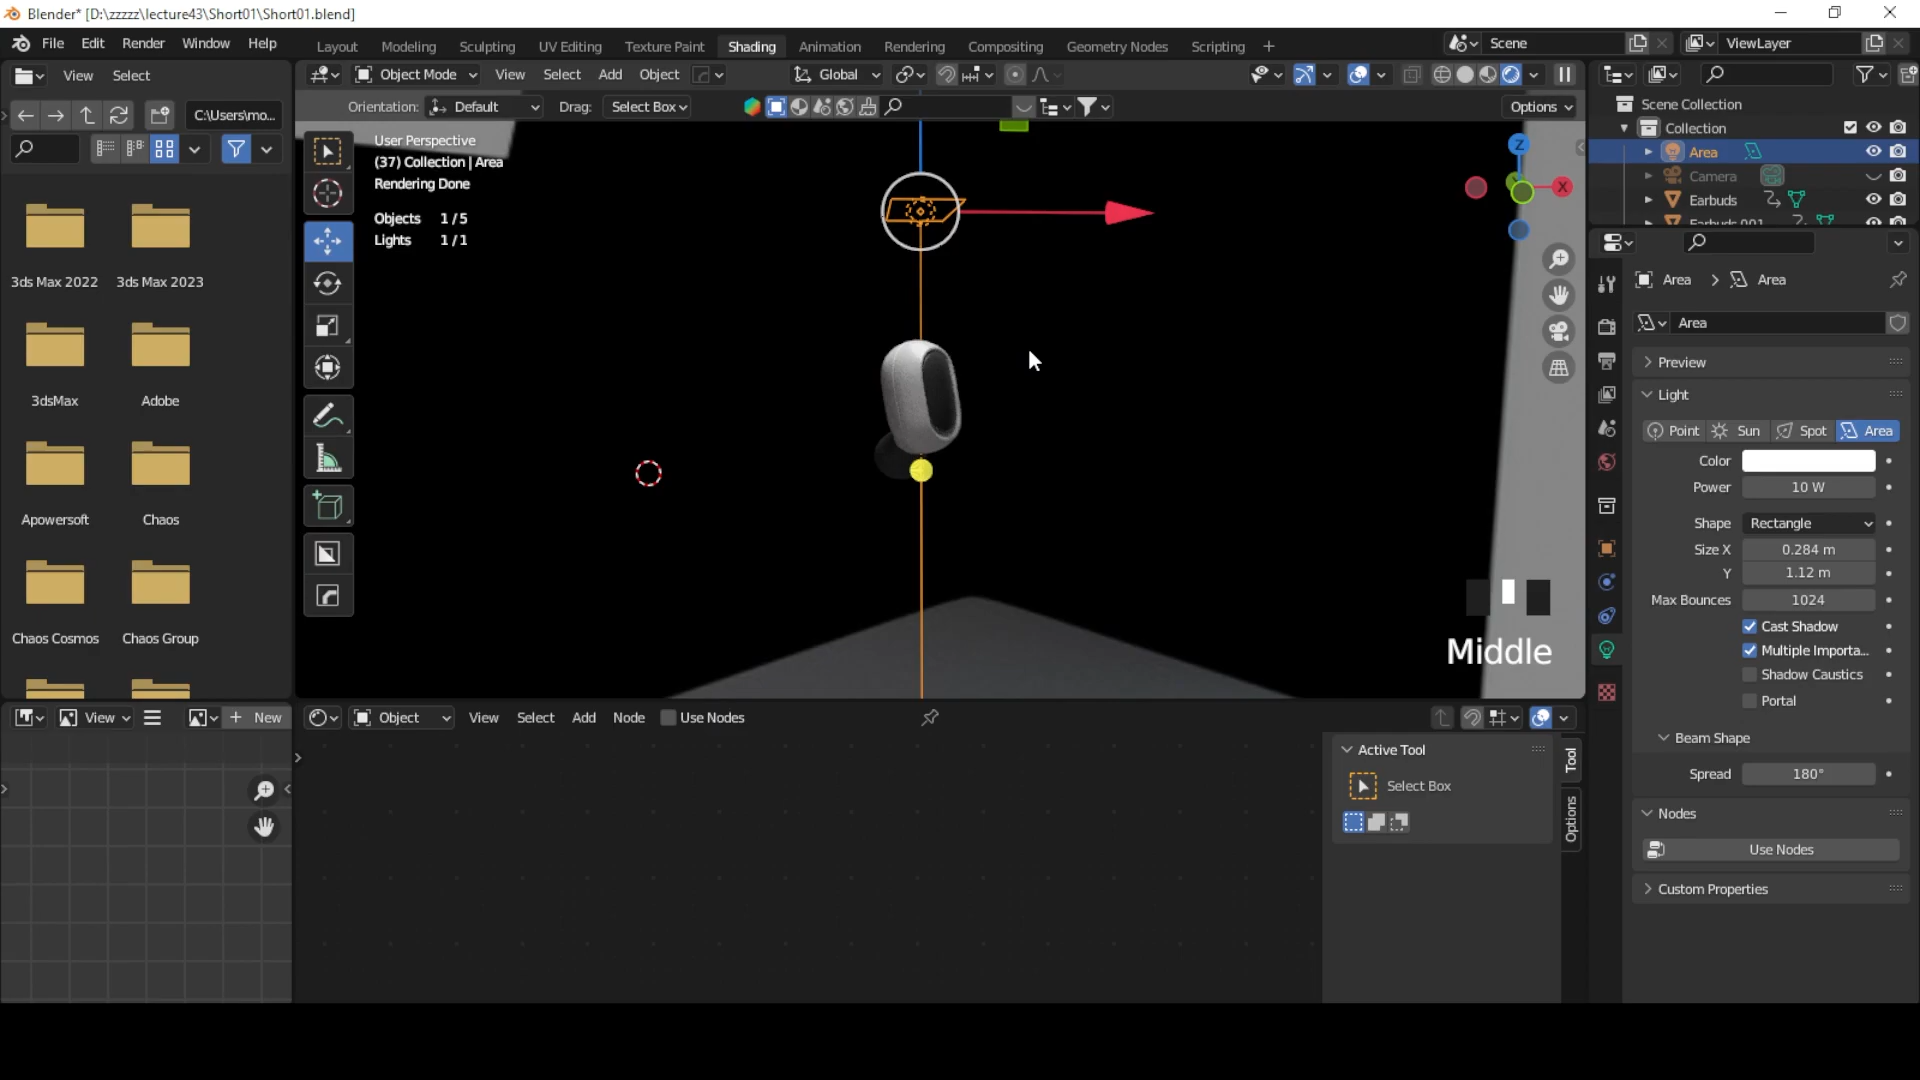 Blender* [D:\zzzzz\lecture43\Short01\Short01.blend]
File Edit Render Window Help
Layout Modeling Sculpting UV Editing Texture Paint Shading Animation Rendering Compositing Geometry Nodes Scripting +
Scene
ViewLayer
View Select
Object Mode View Select Add Object
Global
Orientation: Default Drag: Select Box
Options
C:\Users\mo...
User Perspective
(37) Collection | Area
Rendering Done
Objects 1/5
Lights 1/1
Z
X
Middle
3ds Max 2022 3ds Max 2023
3dsMax Adobe
Apowersoft Chaos
Chaos Cosmos Chaos Group
Scene Collection
Collection
Area
Camera
Earbuds
Earbuds.001
Area > Area
Area
Preview
Light
Point Sun Spot Area
Color
Power 10 W
Shape Rectangle
Size X 0.284 m
Y 1.12 m
Max Bounces 1024
Cast Shadow
Multiple Importa...
Shadow Caustics
Portal
Beam Shape
Spread 180°
Nodes
Use Nodes
Custom Properties
View
New
Object View Select Add Node Use Nodes
Active Tool
Select Box
Tool
Options